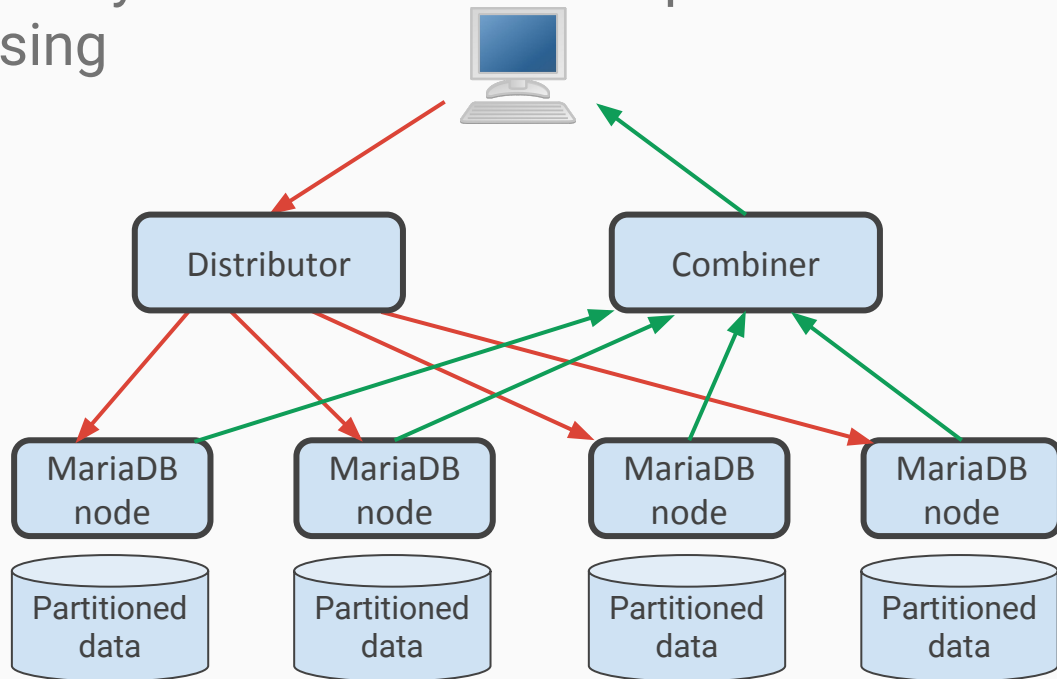 sing
Distributor
Combiner
MariaDB
node
MariaDB
node
MariaDB
node
MariaDB
node
Partitioned
data
Partitioned
data
Partitioned
data
Partitioned
data